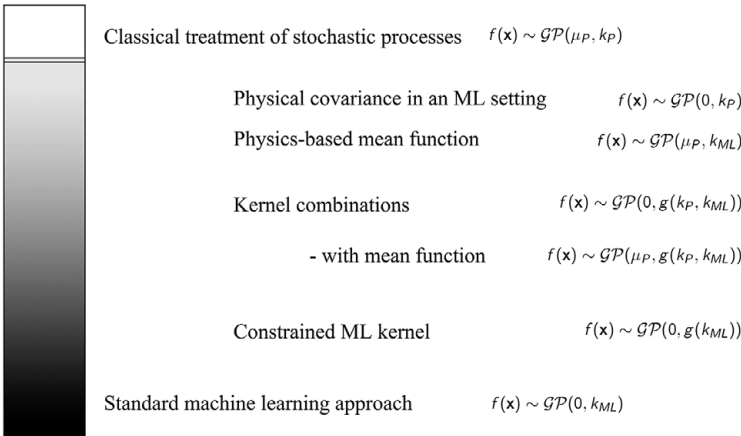 Classical treatment of stochastic processes f(x) ∼ 𝒢𝒫(μ_P, k_P)
Physical covariance in an ML setting f(x) ∼ 𝒢𝒫(0, k_P)
Physics-based mean function f(x) ∼ 𝒢𝒫(μ_P, k_ML)
Kernel combinations f(x) ∼ 𝒢𝒫(0, g(k_P, k_ML))
- with mean function f(x) ∼ 𝒢𝒫(μ_P, g(k_P, k_ML))
Constrained ML kernel f(x) ∼ 𝒢𝒫(0, g(k_ML))
Standard machine learning approach f(x) ∼ 𝒢𝒫(0, k_ML)